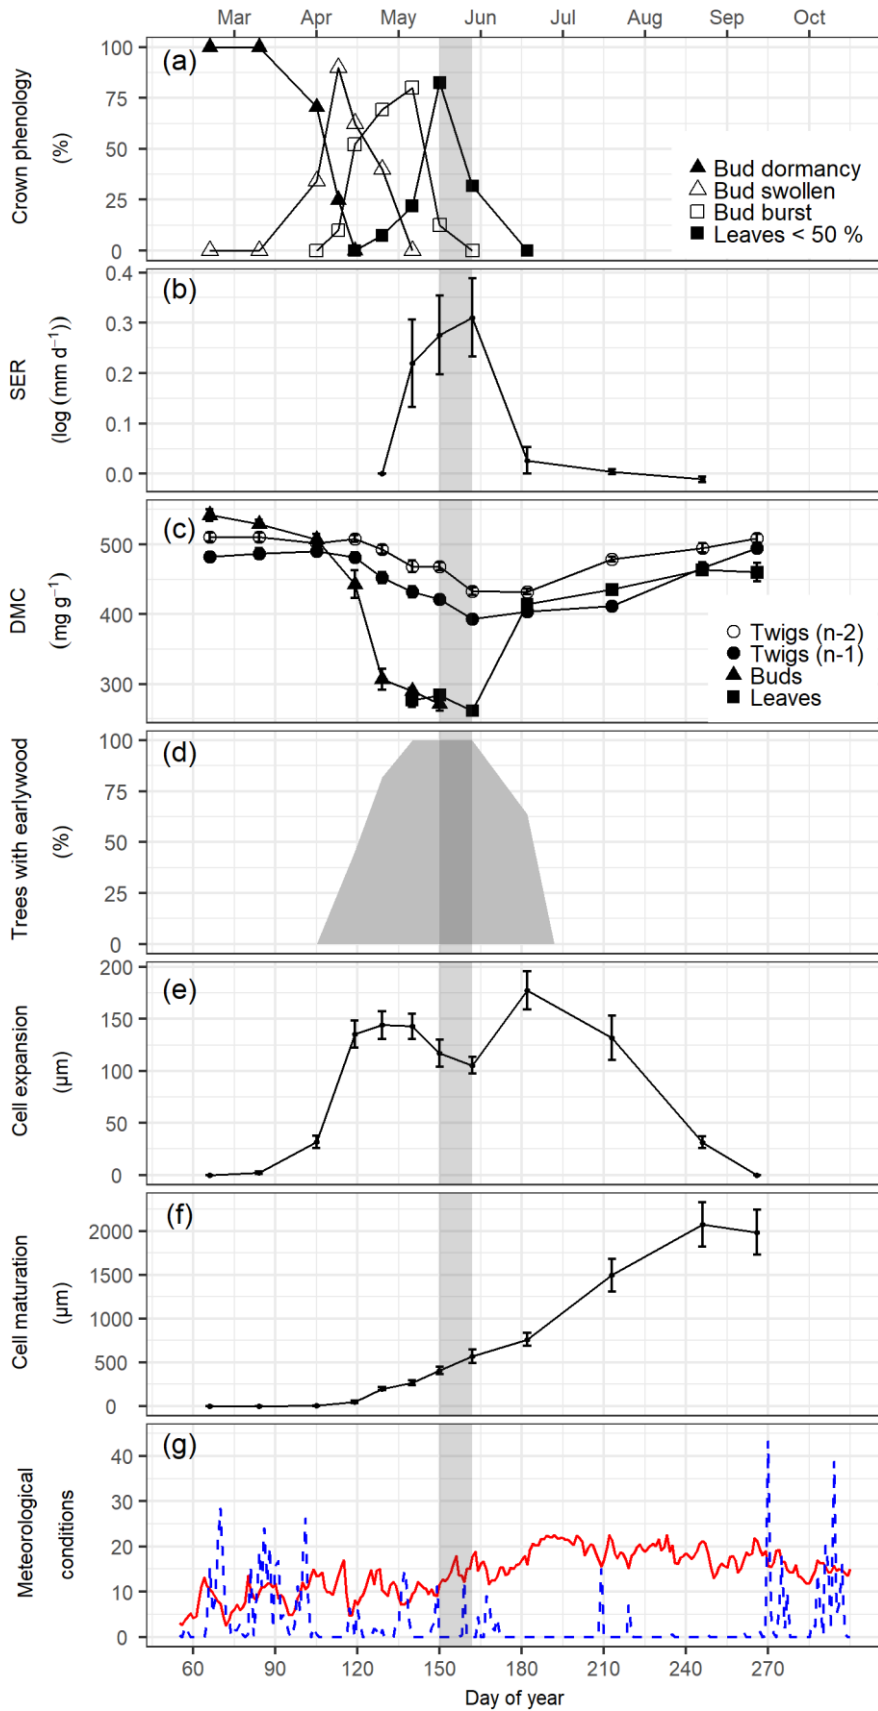 Mar Apr May Jun Jul Aug Sep Oct
(a)
Crown phenology
(%)
100
75
50
25
0
Bud dormancy
Bud swollen
Bud burst
Leaves < 50 %
(b)
SER
(log (mm d⁻¹))
0.4
0.3
0.2
0.1
0.0
(c)
DMC
(mg g⁻¹)
500
400
300
Twigs (n-2)
Twigs (n-1)
Buds
Leaves
(d)
Trees with earlywood
(%)
100
75
50
25
0
(e)
Cell expansion
(µm)
200
150
100
50
0
(f)
Cell maturation
(µm)
2000
1500
1000
500
0
(g)
Meteorological
conditions
40
30
20
10
0
60 90 120 150 180 210 240 270
Day of year